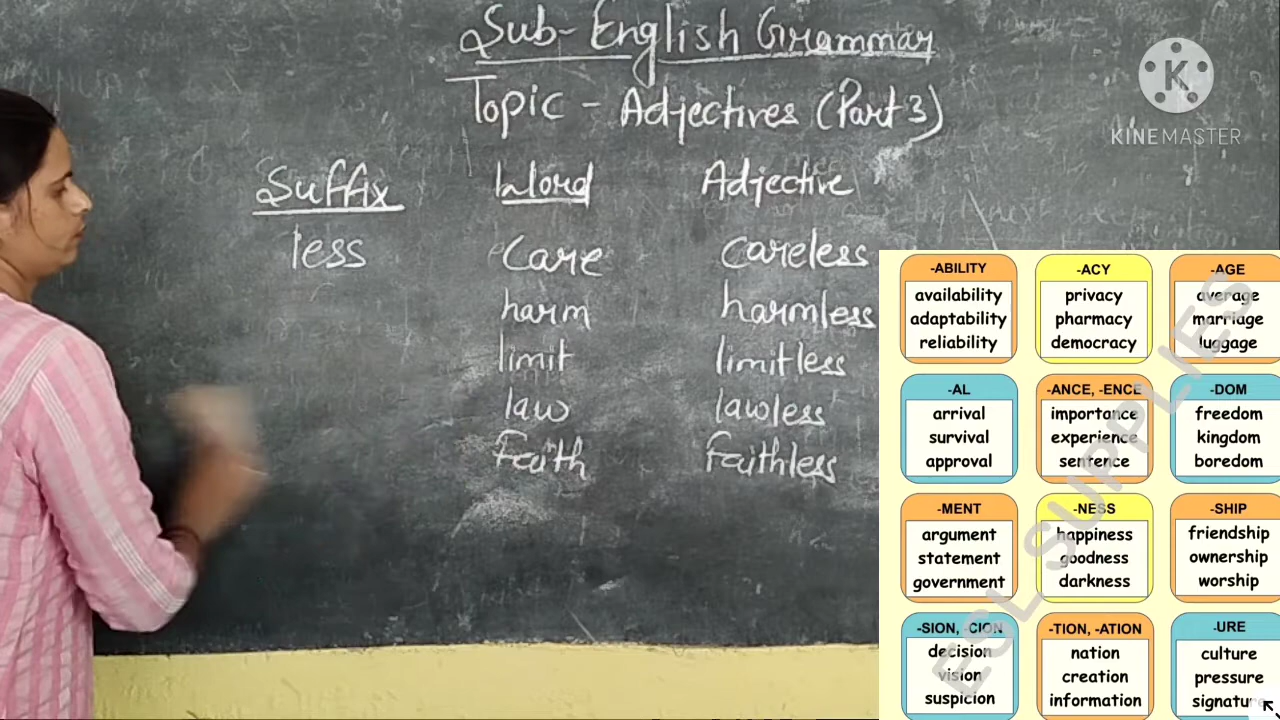 Sub- English Grammar
Topic - Adjectives (Part 3)
K
KINEMASTER
Suffix Word Adjective
less Care careless
harm harmless
limit limitless
law lawless
Faith Faithless
-ABILITY -ACY -AGE
availability privacy average
adaptability pharmacy marriage
reliability democracy luggage
-AL -ANCE, -ENCE -DOM
arrival importance freedom
survival experience kingdom
approval sentence boredom
-MENT -NESS -SHIP
argument happiness friendship
statement goodness ownership
government darkness worship
-SION, -CION -TION, -ATION -URE
decision nation culture
vision creation pressure
suspicion information signature
ESL SUPPLIES